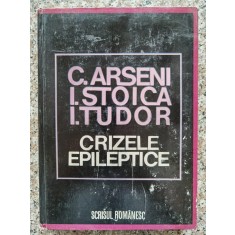 C. ARSENI
I. STOICA
I. TUDOR
CRIZELE
EPILEPTICE
SCRISUL ROMÂNESC